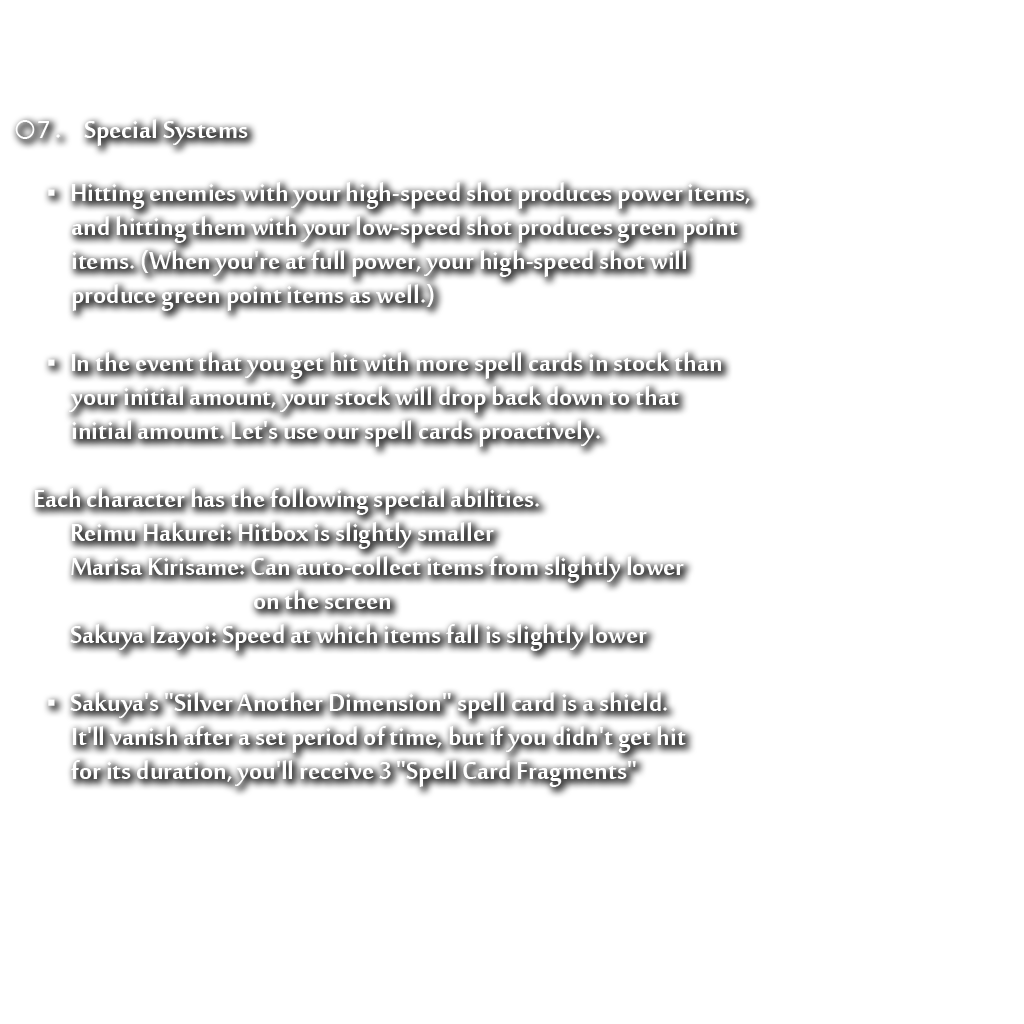 ○7. Special Systems
▪ Hitting enemies with your high-speed shot produces power items,
and hitting them with your low-speed shot produces green point
items. (When you're at full power, your high-speed shot will
produce green point items as well.)
▪ In the event that you get hit with more spell cards in stock than
your initial amount, your stock will drop back down to that
initial amount. Let's use our spell cards proactively.
Each character has the following special abilities.
Reimu Hakurei: Hitbox is slightly smaller
Marisa Kirisame: Can auto-collect items from slightly lower
on the screen
Sakuya Izayoi: Speed at which items fall is slightly lower
▪ Sakuya's "Silver Another Dimension" spell card is a shield.
It'll vanish after a set period of time, but if you didn't get hit
for its duration, you'll receive 3 "Spell Card Fragments"